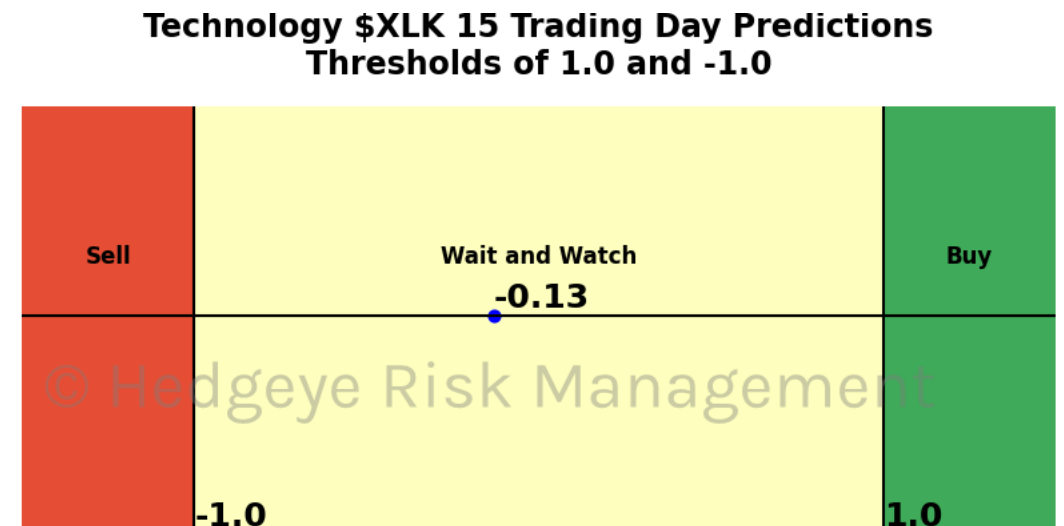 Technology $XLK 15 Trading Day Predictions
Thresholds of 1.0 and -1.0
Sell
Wait and Watch
Buy
-0.13
© Hedgeye Risk Management
-1.0
1.0